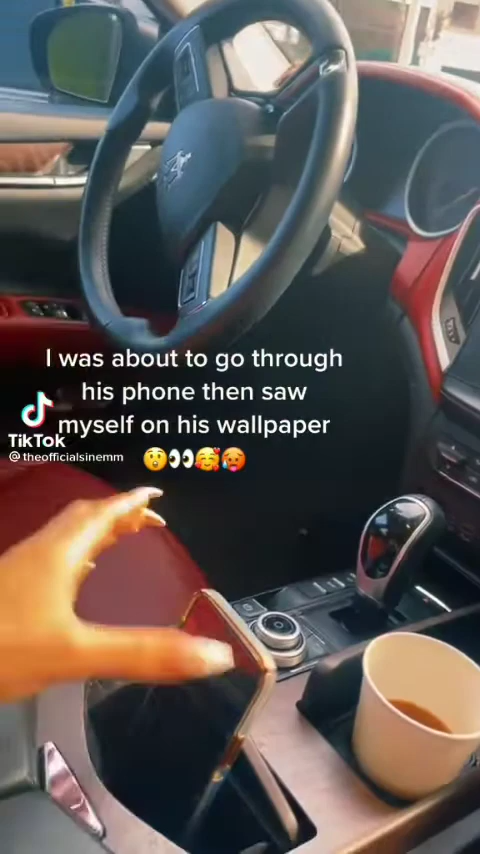 I was about to go through
his phone then saw
myself on his wallpaper
😲👀🥰🥵
TikTok
@theofficialsinemm